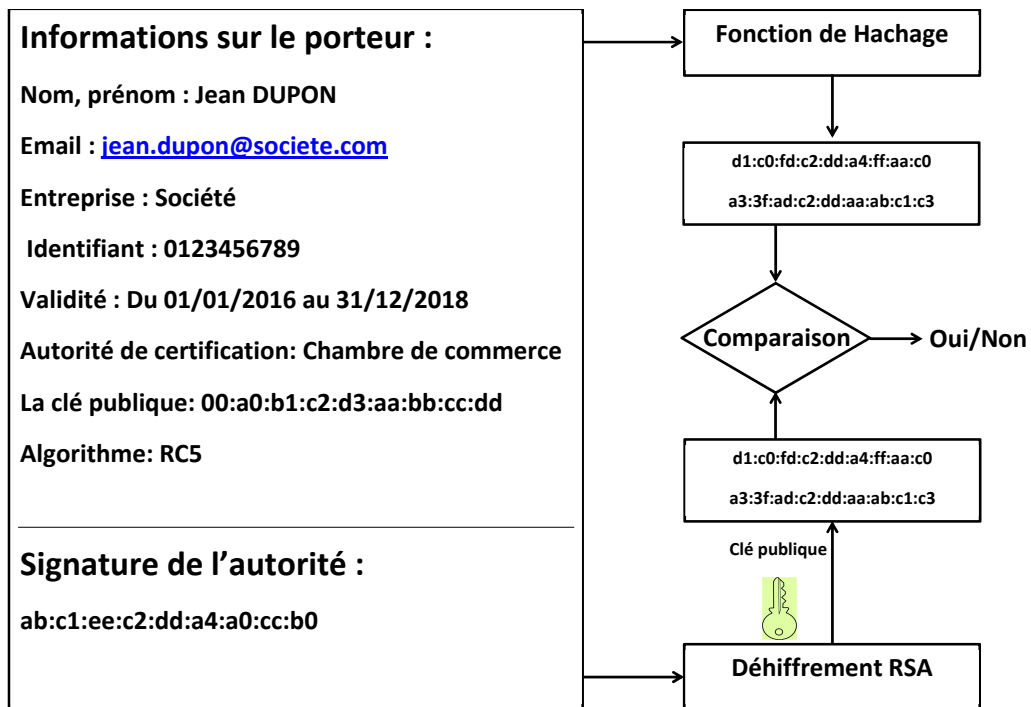 Informations sur le porteur :
Nom, prénom : Jean DUPON
Email : jean.dupon@societe.com
Entreprise : Société
Identifiant : 0123456789
Validité : Du 01/01/2016 au 31/12/2018
Autorité de certification: Chambre de commerce
La clé publique: 00:a0:b1:c2:d3:aa:bb:cc:dd
Algorithme: RC5
Signature de l’autorité :
ab:c1:ee:c2:dd:a4:a0:cc:b0
Fonction de Hachage
d1:c0:fd:c2:dd:a4:ff:aa:c0
a3:3f:ad:c2:dd:aa:ab:c1:c3
Comparaison
Oui/Non
d1:c0:fd:c2:dd:a4:ff:aa:c0
a3:3f:ad:c2:dd:aa:ab:c1:c3
Clé publique
Déhiffrement RSA